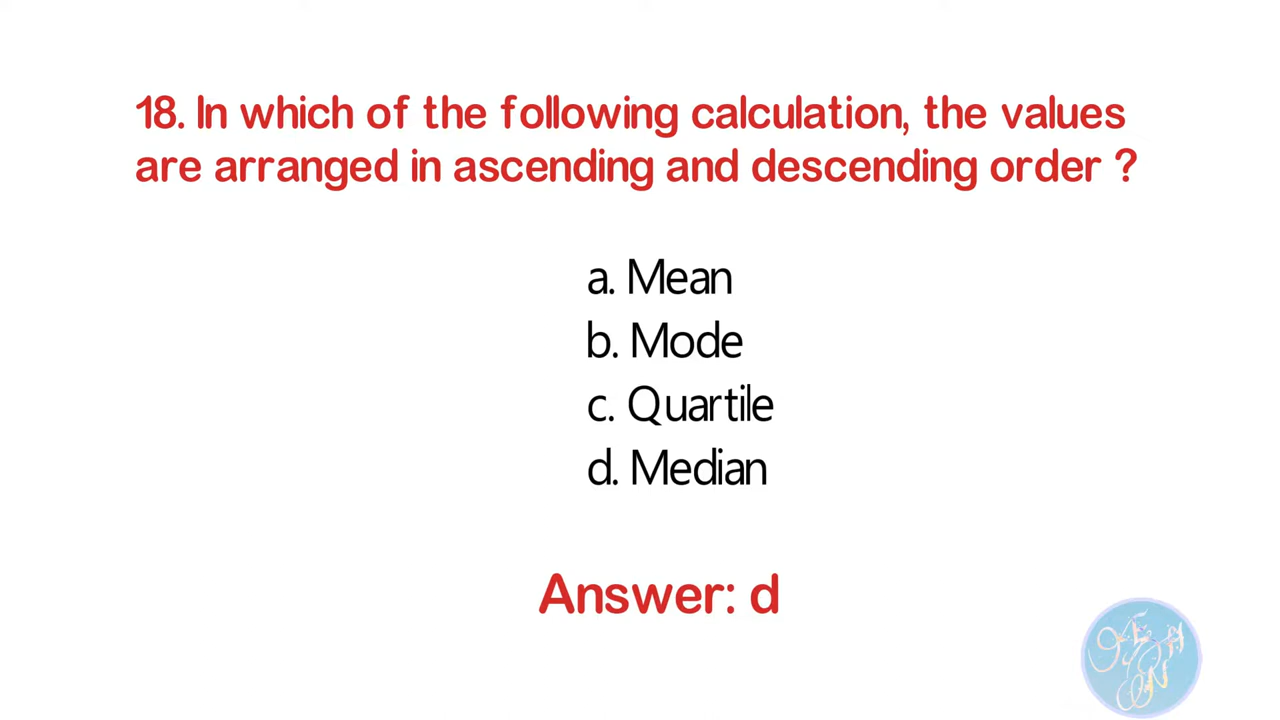 18. In which of the following calculation, the values
are arranged in ascending and descending order ?
a. Mean
b. Mode
c. Quartile
d. Median
Answer: d